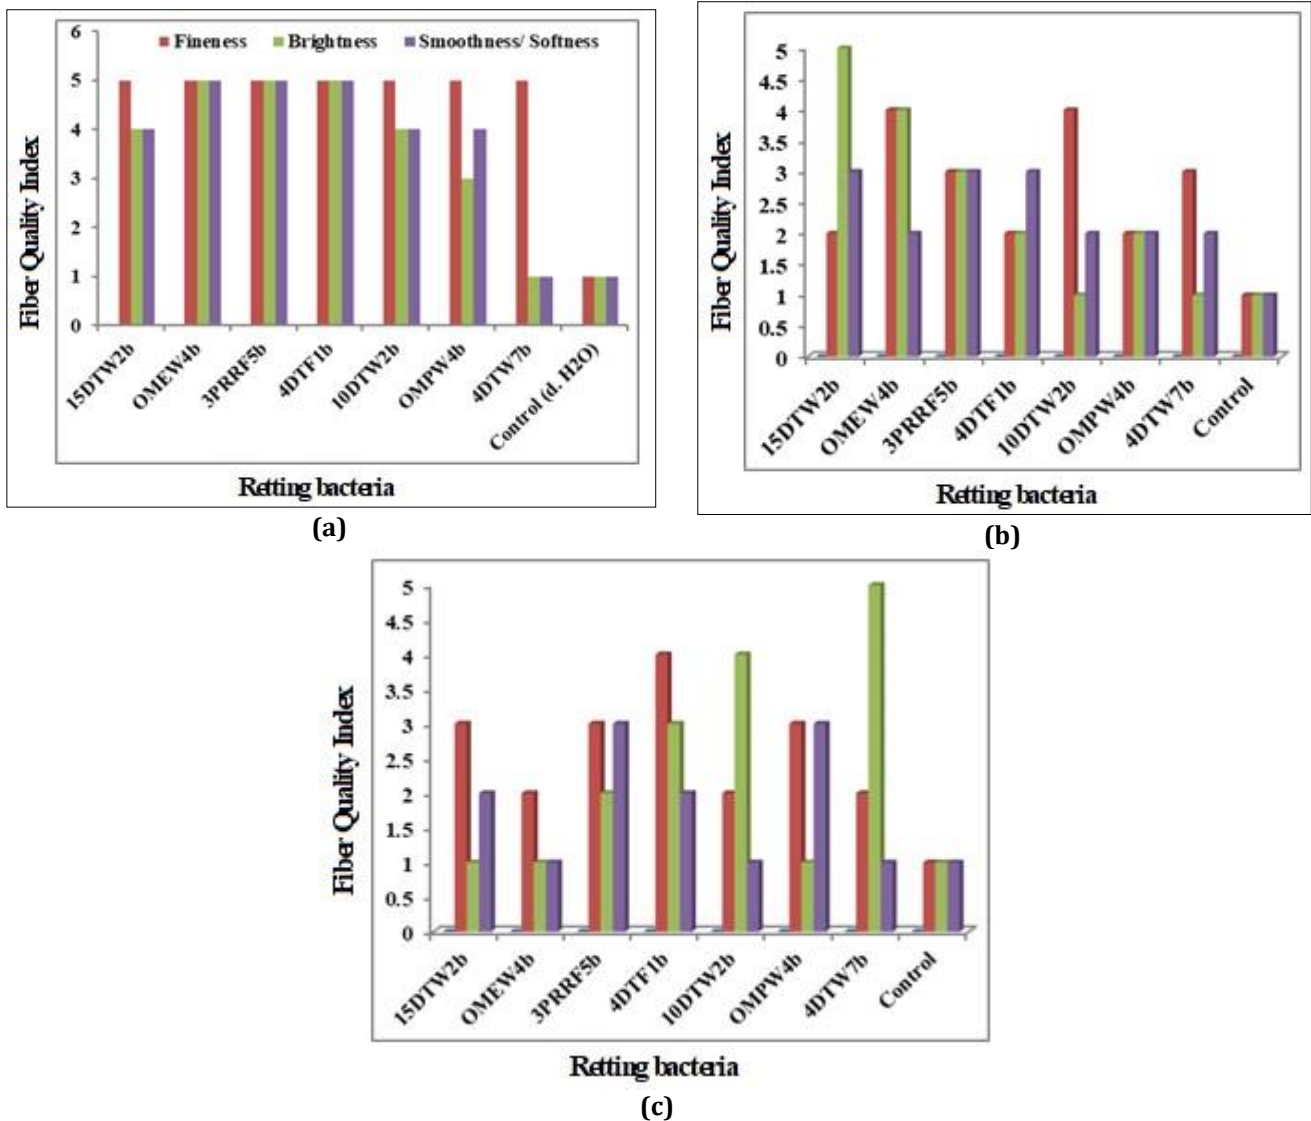 6
5
4
3
2
1
0
Fineness Brightness Smoothness/ Softness
Fiber Quality Index
15DTW2b OMEW4b 3PRRF5b 4DTF1b 10DTW2b OMPW4b 4DTW7b Control (d. H2O)
Retting bacteria
(a)
5
4.5
4
3.5
3
2.5
2
1.5
1
0.5
0
Fiber Quality Index
15DTW2b OMEW4b 3PRRF5b 4DTF1b 10DTW2b OMPW4b 4DTW7b Control
Retting bacteria
(b)
5
4.5
4
3.5
3
2.5
2
1.5
1
0.5
0
Fiber Quality Index
15DTW2b OMEW4b 3PRRF5b 4DTF1b 10DTW2b OMPW4b 4DTW7b Control
Retting bacteria
(c)